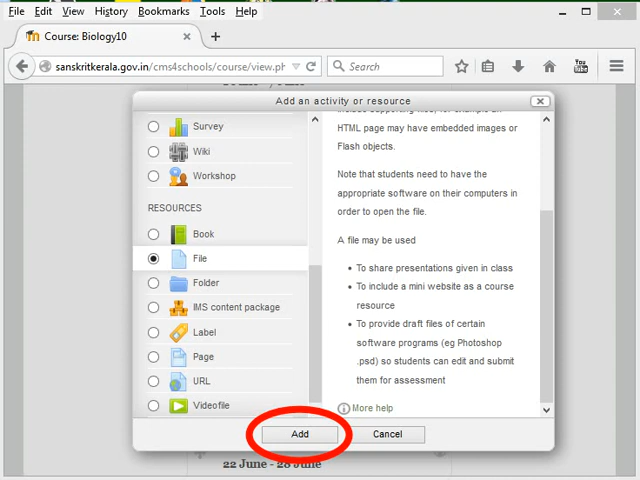 File Edit View History Bookmarks Tools Help
Course: Biology10
sanskritkerala.gov.in/cms4schools/course/view.ph
Search
You
Add an activity or resource
HTML page may have embedded images or
Flash objects.
Note that students need to have the
appropriate software on their computers in
order to open the file.
A file may be used
• To share presentations given in class
• To include a mini website as a course
resource
• To provide draft files of certain
software programs (eg Photoshop
.psd) so students can edit and submit
them for assessment
More help
Survey
Wiki
Workshop
RESOURCES
Book
File
Folder
IMS content package
Label
Page
URL
Videofile
Add Cancel
22 June - 28 June